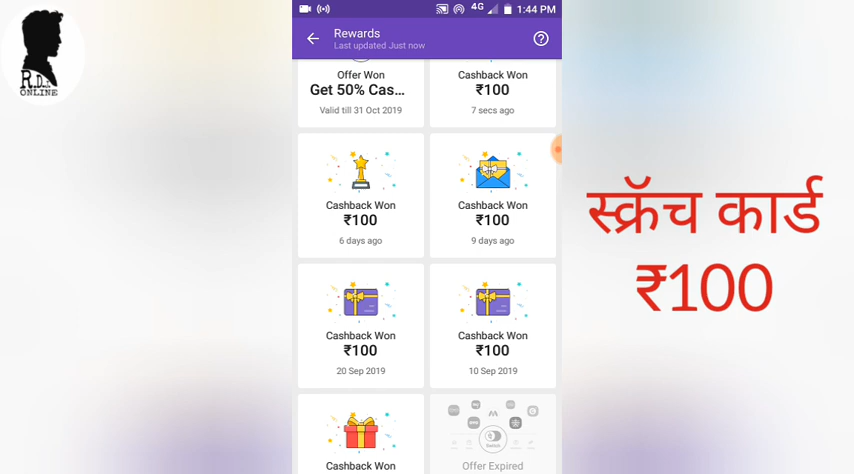 R.D.
ONLINE
4G 1:44 PM
Rewards
Last updated Just now
Offer Won
Get 50% Cas...
Valid till 31 Oct 2019
Cashback Won
₹100
7 secs ago
Cashback Won
₹100
6 days ago
Cashback Won
₹100
9 days ago
Cashback Won
₹100
20 Sep 2019
Cashback Won
₹100
10 Sep 2019
Cashback Won
Switch
Offer Expired
स्क्रॅच कार्ड
₹100